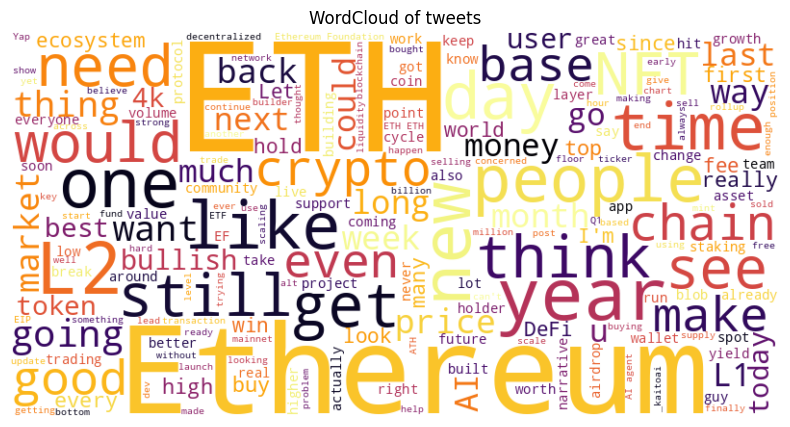 WordCloud of tweets
Yap
ecosystem
decentralized
Ethereum Foundation
work
keep
user
great
since
hit
growth
need
ETH
protocol
back
network
could
liquidity
blockchain
got
bought
know
base
NFT
early
last
show
yet
believe
thing
4k
next
Let
thought
building
coin
day
layer
come
give
first
position
everyone
volume
strong
across
continue
builder
together
point
cycle
world
go
say
hour
making
chart
rollup
way
would
much
hold
ETH ETH
happen
money
top
time
always
sell
enough
soon
one
crypto
selling
concerned
floor
ticker
change
end
fee
team
market
key
community
trade
live
billion
also
people
really
start
fund
value
ETF
ever
use
support
long
new
month
app
asset
best
want
like
EF
scaling
coming
week
Q1
based
chain
sold
low
well
hard
take
million
post
I'm
staking
using
free
L2
break
bullish
around
alt
project
never
many
lot
think
see
token
level
trying
still
get
even
holder
year
run
blob
already
EIP
something
lead
transaction
win
look
price
DeFi
u
make
going
ready
mainnet
looking
future
scale
buying
wallet
supply
spot
update
trading
better
without
real
actually
ATH
AI
built
narrative
airdrop
AI agent
_kaitoai
yield
L1
today
good
every
dev
launch
high
buy
higher
problem
right
worth
guy
getting
bottom
made
Ethereum
help
finally